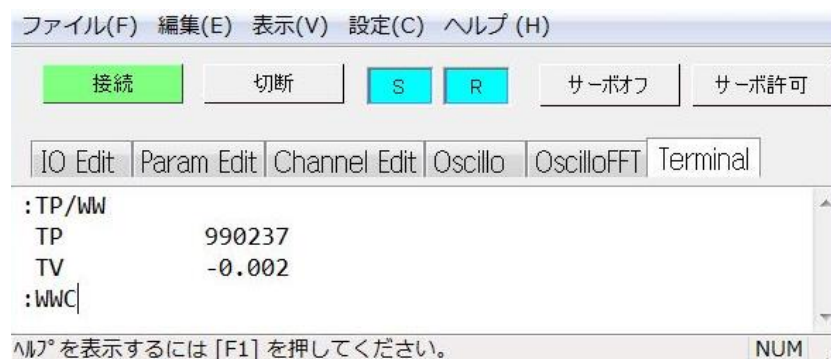 ファイル(F) 編集(E) 表示(V) 設定(C) ヘルプ (H)
接続 切断 S R サーボオフ サーボ許可
IO Edit Param Edit Channel Edit Oscillo OscilloFFT Terminal
:TP/WW
TP 990237
TV -0.002
:WWC
ﾍﾙﾌﾟを表示するには [F1] を押してください。 NUM